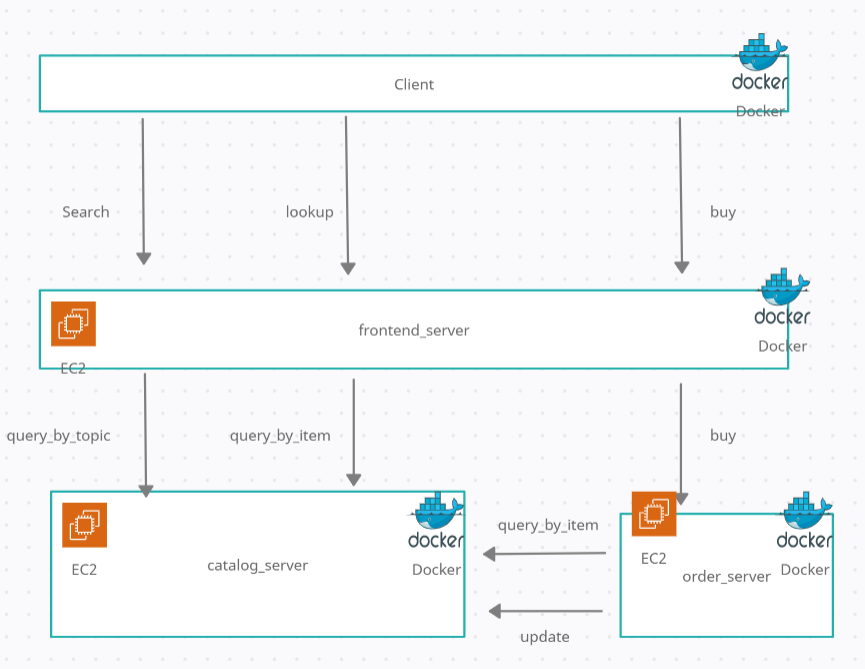 docker
Client
Docker
Search
lookup
buy
docker
frontend_server
Docker
EC2
query_by_topic
query_by_item
buy
query_by_item
docker
docker
EC2
catalog_server
Docker
EC2
order_server
Docker
update